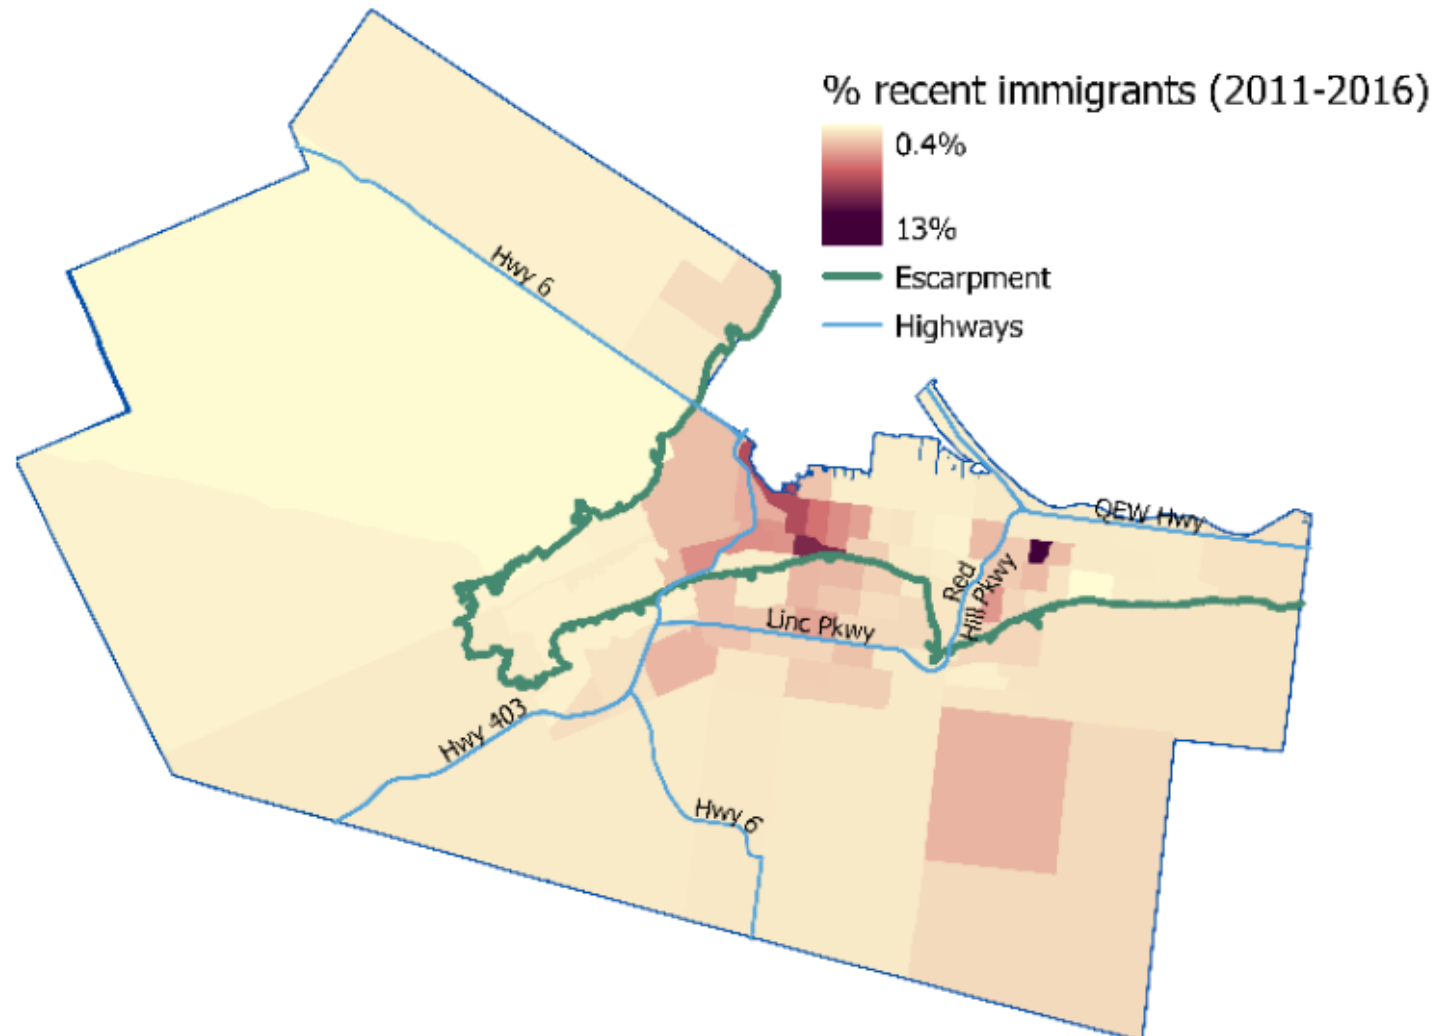 % recent immigrants (2011-2016)
0.4%
13%
Escarpment
Highways
Hwy 6
QEW Hwy
Red
Hill Pkwy
Linc Pkwy
Hwy 403
Hwy 6